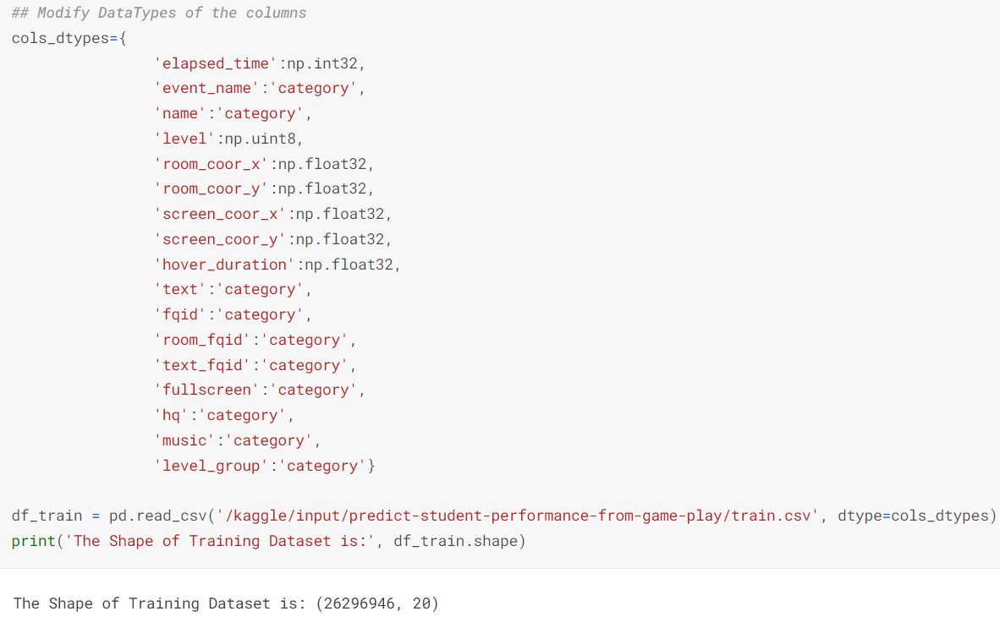 ## Modify DataTypes of the columns
cols_dtypes={
                'elapsed_time':np.int32,
                'event_name':'category',
                'name':'category',
                'level':np.uint8,
                'room_coor_x':np.float32,
                'room_coor_y':np.float32,
                'screen_coor_x':np.float32,
                'screen_coor_y':np.float32,
                'hover_duration':np.float32,
                'text':'category',
                'fqid':'category',
                'room_fqid':'category',
                'text_fqid':'category',
                'fullscreen':'category',
                'hq':'category',
                'music':'category',
                'level_group':'category'}
df_train = pd.read_csv('/kaggle/input/predict-student-performance-from-game-play/train.csv', dtype=cols_dtypes)
print('The Shape of Training Dataset is:', df_train.shape)
The Shape of Training Dataset is: (26296946, 20)